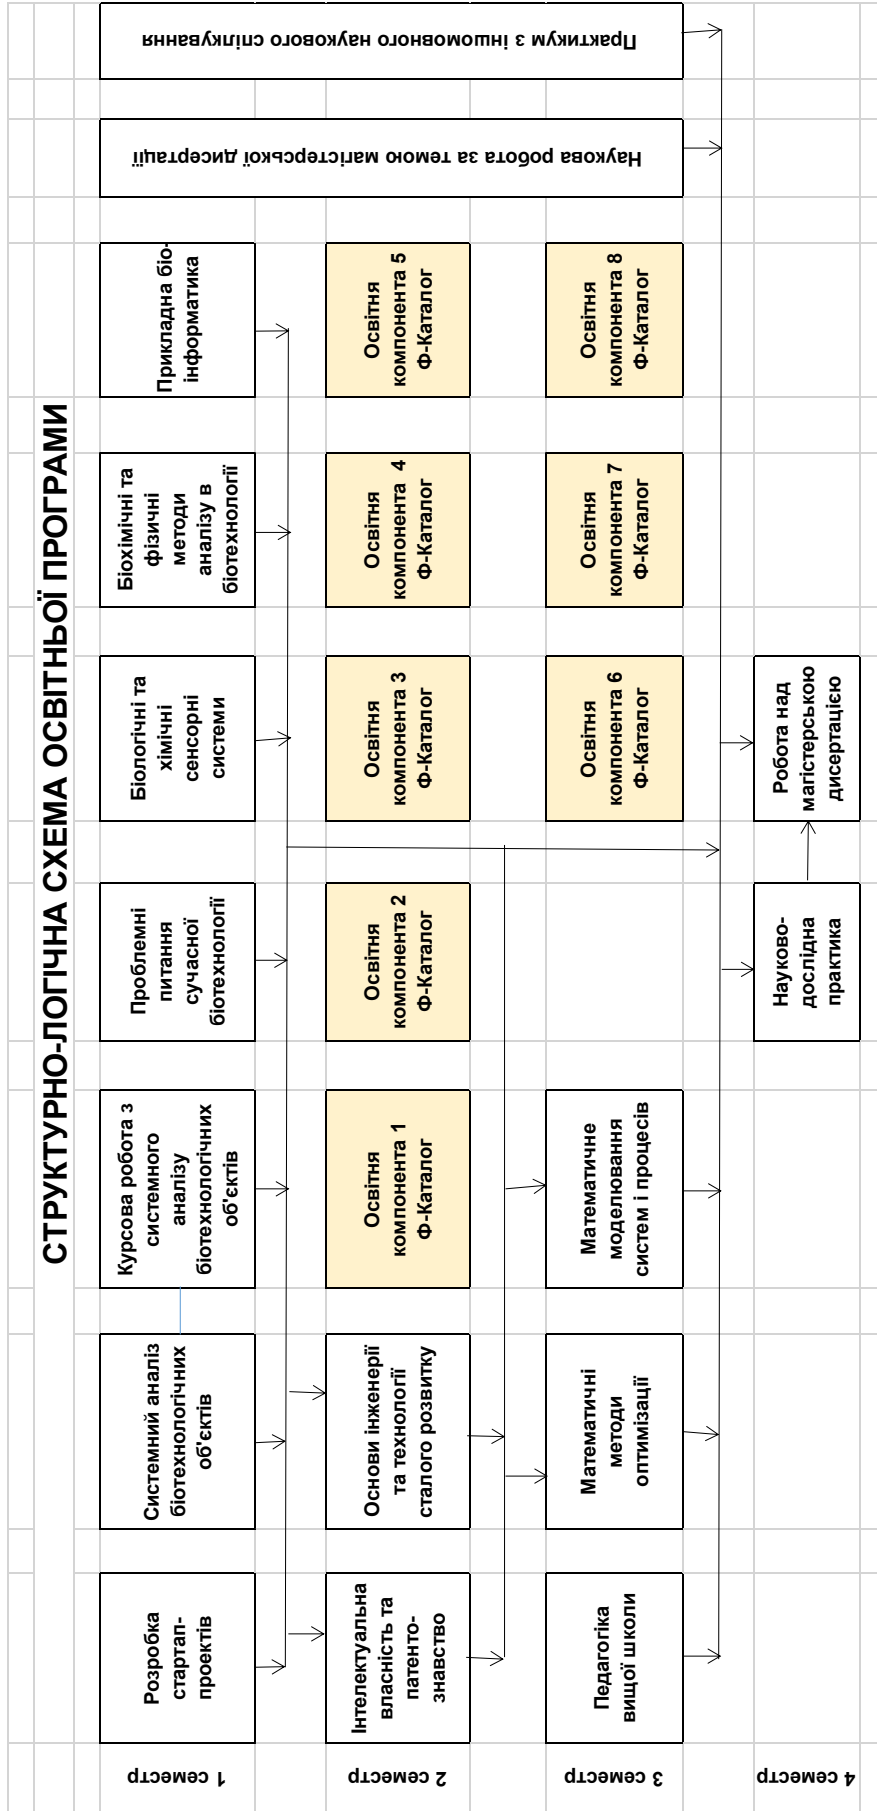 СТРУКТУРНО-ЛОГІЧНА СХЕМА ОСВІТНЬОЇ ПРОГРАМИ
1 семестр
Розробка
стартап-
проектів
Системний аналіз
біотехнологічних
об'єктів
Курсова робота з
системного
аналізу
біотехнологічних
об'єктів
Проблемні
питання
сучасної
біотехнології
Біологічні та
хімічні
сенсорні
системи
Біохімічні та
фізичні
методи
аналізу в
біотехнології
Прикладна біо-
інформатика
Наукова робота за темою магістерської дисертації
Практикум з іншомовного наукового спілкування
2 семестр
Інтелектуальна
власність та
патенто-
знавство
Основи інженерії
та технології
сталого розвитку
Освітня
компонента 1
Ф-Каталог
Освітня
компонента 2
Ф-Каталог
Освітня
компонента 3
Ф-Каталог
Освітня
компонента 4
Ф-Каталог
Освітня
компонента 5
Ф-Каталог
3 семестр
Педагогіка
вищої школи
Математичні
методи
оптимізації
Математичне
моделювання
систем і процесів
Освітня
компонента 6
Ф-Каталог
Освітня
компонента 7
Ф-Каталог
Освітня
компонента 8
Ф-Каталог
4 семестр
Науково-
дослідна
практика
Робота над
магістерською
дисертацією